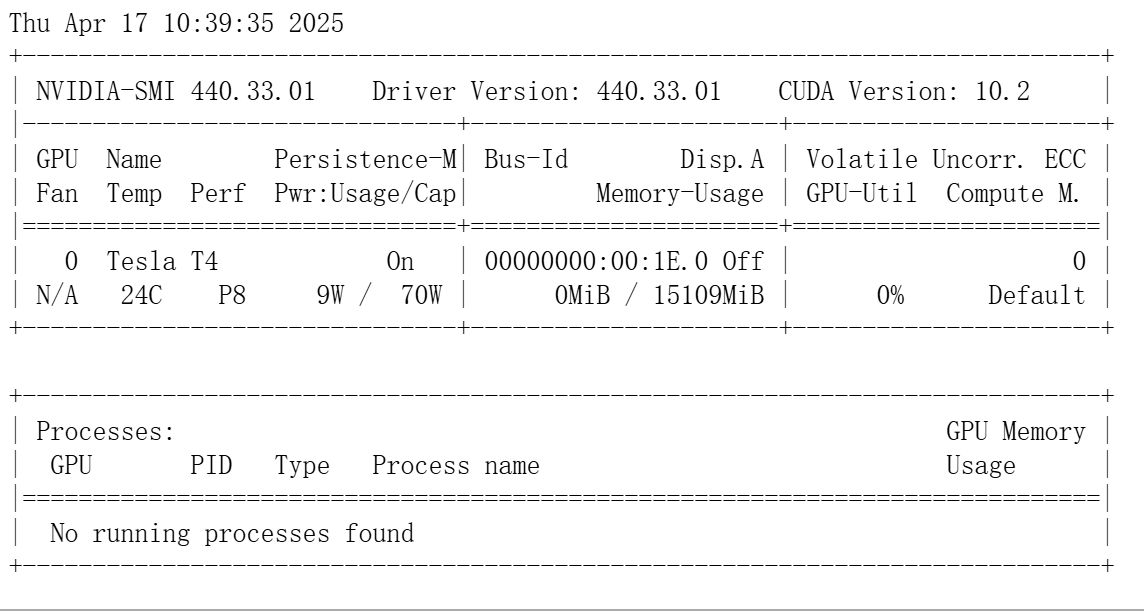 Thu Apr 17 10:39:35 2025
+-----------------------------------------------------------------------------+
| NVIDIA-SMI 440.33.01    Driver Version: 440.33.01    CUDA Version: 10.2     |
|-------------------------------+----------------------+----------------------+
| GPU  Name        Persistence-M| Bus-Id        Disp.A | Volatile Uncorr. ECC |
| Fan  Temp  Perf  Pwr:Usage/Cap|         Memory-Usage | GPU-Util  Compute M. |
|===============================+======================+======================|
|   0  Tesla T4            On   | 00000000:00:1E.0 Off |                    0 |
| N/A   24C    P8     9W /  70W |      0MiB / 15109MiB |      0%      Default |
+-------------------------------+----------------------+----------------------+
+-----------------------------------------------------------------------------+
| Processes:                                                       GPU Memory |
|  GPU       PID   Type   Process name                             Usage      |
|=============================================================================|
|  No running processes found                                                 |
+-----------------------------------------------------------------------------+